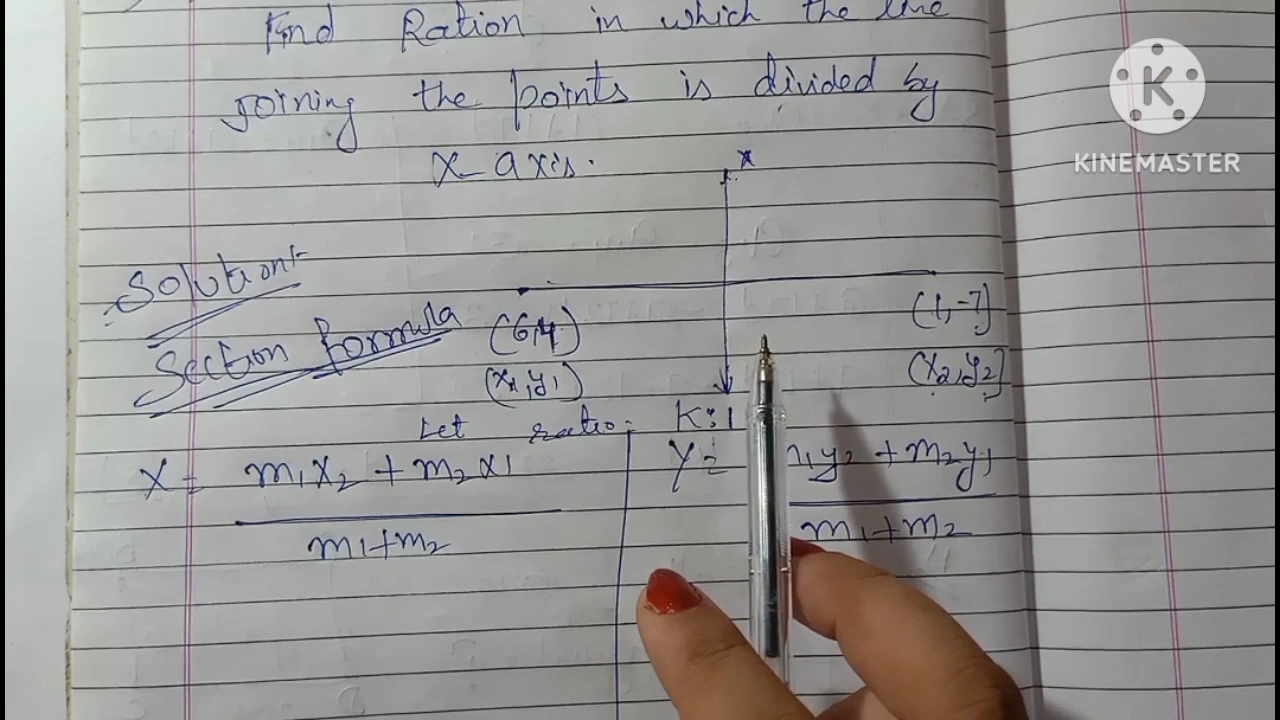 Find Ration in which the line
joining the points is divided by
x-axis.
x
Solution:-
Section formula
(6,4)
(1,-7)
(x1,y1)
(x2,y2)
Let ratio = K:1
X = m1x2 + m2x1
m1+m2
Y = y2 + m2y1
m1+m2
K
KINEMASTER